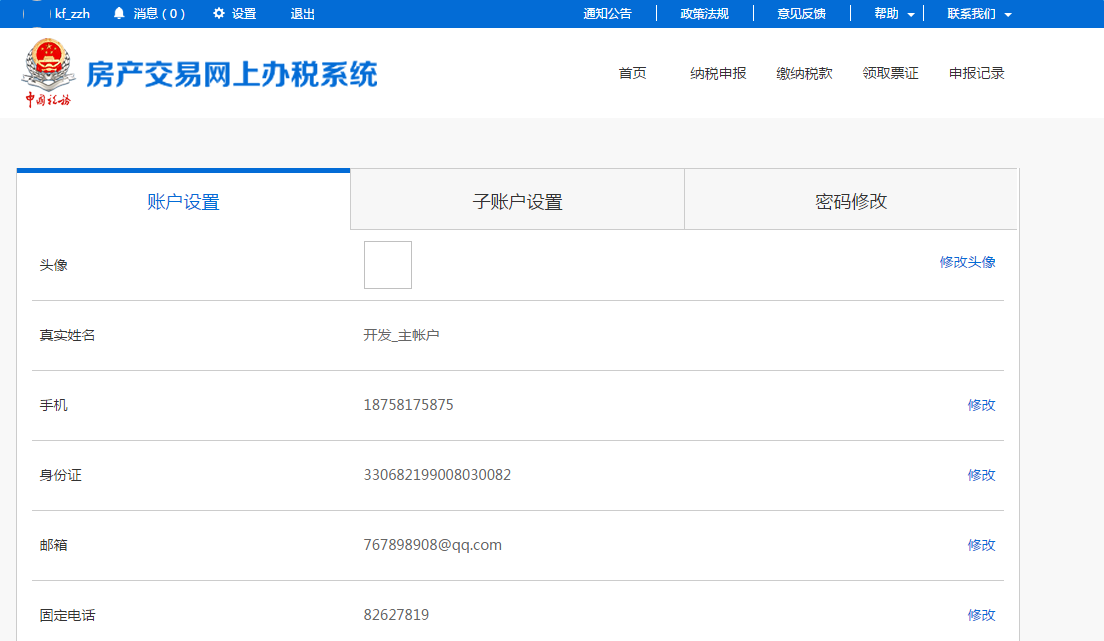 kf_zzh 消息 ( 0 ) 设置 退出 通知公告 政策法规 意见反馈 帮助 联系我们
中国税务
房产交易网上办税系统 首页 纳税申报 缴纳税款 领取票证 申报记录
账户设置 子账户设置 密码修改
头像 修改头像
真实姓名 开发_主帐户
手机 18758175875 修改
身份证 330682199008030082 修改
邮箱 767898908@qq.com 修改
固定电话 82627819 修改